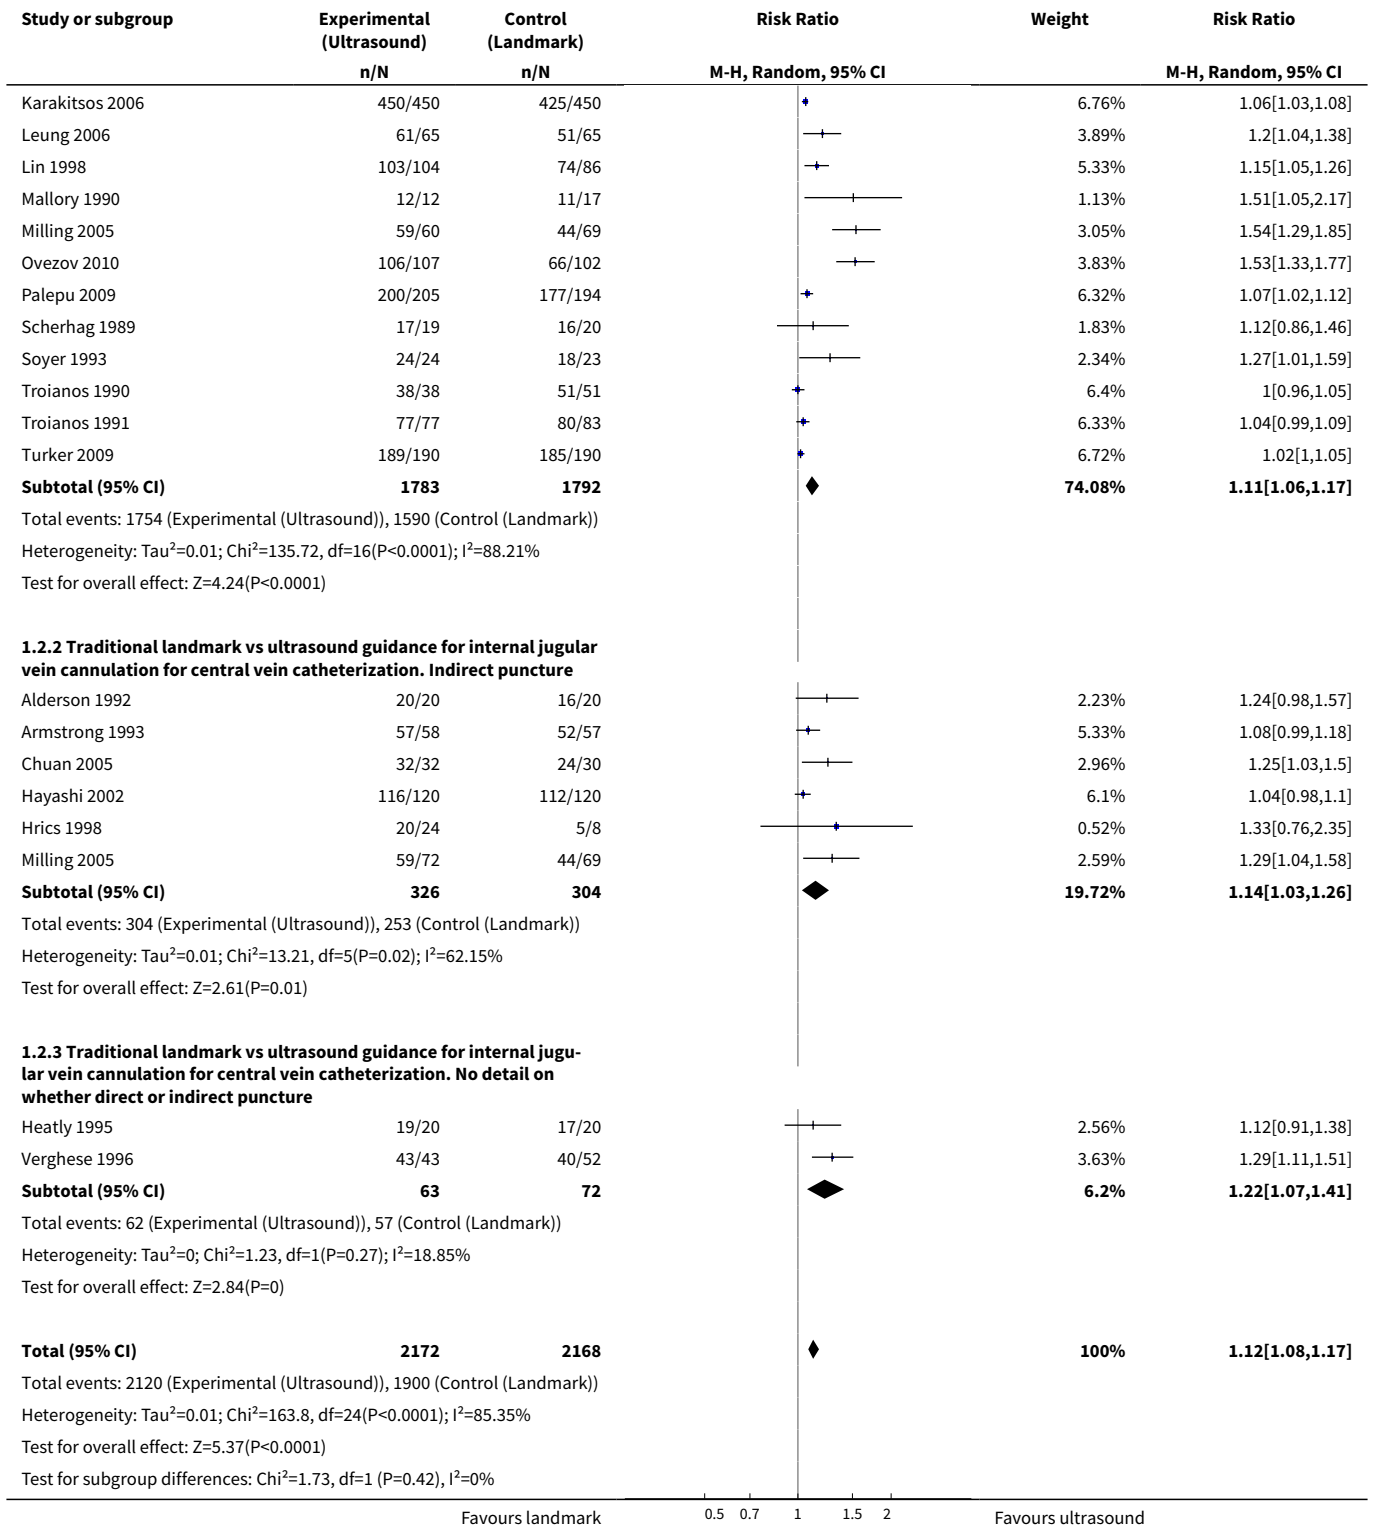 Study or subgroup Experimental Control Risk Ratio Weight Risk Ratio
(Ultrasound) (Landmark)
n/N n/N M-H, Random, 95% CI M-H, Random, 95% CI
Karakitsos 2006 450/450 425/450 6.76% 1.06[1.03,1.08]
Leung 2006 61/65 51/65 3.89% 1.2[1.04,1.38]
Lin 1998 103/104 74/86 5.33% 1.15[1.05,1.26]
Mallory 1990 12/12 11/17 1.13% 1.51[1.05,2.17]
Milling 2005 59/60 44/69 3.05% 1.54[1.29,1.85]
Ovezov 2010 106/107 66/102 3.83% 1.53[1.33,1.77]
Palepu 2009 200/205 177/194 6.32% 1.07[1.02,1.12]
Scherhag 1989 17/19 16/20 1.83% 1.12[0.86,1.46]
Soyer 1993 24/24 18/23 2.34% 1.27[1.01,1.59]
Troianos 1990 38/38 51/51 6.4% 1[0.96,1.05]
Troianos 1991 77/77 80/83 6.33% 1.04[0.99,1.09]
Turker 2009 189/190 185/190 6.72% 1.02[1,1.05]
Subtotal (95% CI) 1783 1792 74.08% 1.11[1.06,1.17]
Total events: 1754 (Experimental (Ultrasound)), 1590 (Control (Landmark))
Heterogeneity: Tau²=0.01; Chi²=135.72, df=16(P<0.0001); I²=88.21%
Test for overall effect: Z=4.24(P<0.0001)
1.2.2 Traditional landmark vs ultrasound guidance for internal jugular
vein cannulation for central vein catheterization. Indirect puncture
Alderson 1992 20/20 16/20 2.23% 1.24[0.98,1.57]
Armstrong 1993 57/58 52/57 5.33% 1.08[0.99,1.18]
Chuan 2005 32/32 24/30 2.96% 1.25[1.03,1.5]
Hayashi 2002 116/120 112/120 6.1% 1.04[0.98,1.1]
Hrics 1998 20/24 5/8 0.52% 1.33[0.76,2.35]
Milling 2005 59/72 44/69 2.59% 1.29[1.04,1.58]
Subtotal (95% CI) 326 304 19.72% 1.14[1.03,1.26]
Total events: 304 (Experimental (Ultrasound)), 253 (Control (Landmark))
Heterogeneity: Tau²=0.01; Chi²=13.21, df=5(P=0.02); I²=62.15%
Test for overall effect: Z=2.61(P=0.01)
1.2.3 Traditional landmark vs ultrasound guidance for internal jugu-
lar vein cannulation for central vein catheterization. No detail on
whether direct or indirect puncture
Heatly 1995 19/20 17/20 2.56% 1.12[0.91,1.38]
Verghese 1996 43/43 40/52 3.63% 1.29[1.11,1.51]
Subtotal (95% CI) 63 72 6.2% 1.22[1.07,1.41]
Total events: 62 (Experimental (Ultrasound)), 57 (Control (Landmark))
Heterogeneity: Tau²=0; Chi²=1.23, df=1(P=0.27); I²=18.85%
Test for overall effect: Z=2.84(P=0)
Total (95% CI) 2172 2168 100% 1.12[1.08,1.17]
Total events: 2120 (Experimental (Ultrasound)), 1900 (Control (Landmark))
Heterogeneity: Tau²=0.01; Chi²=163.8, df=24(P<0.0001); I²=85.35%
Test for overall effect: Z=5.37(P<0.0001)
Test for subgroup differences: Chi²=1.73, df=1 (P=0.42), I²=0%
Favours landmark 0.5 0.7 1 1.5 2 Favours ultrasound